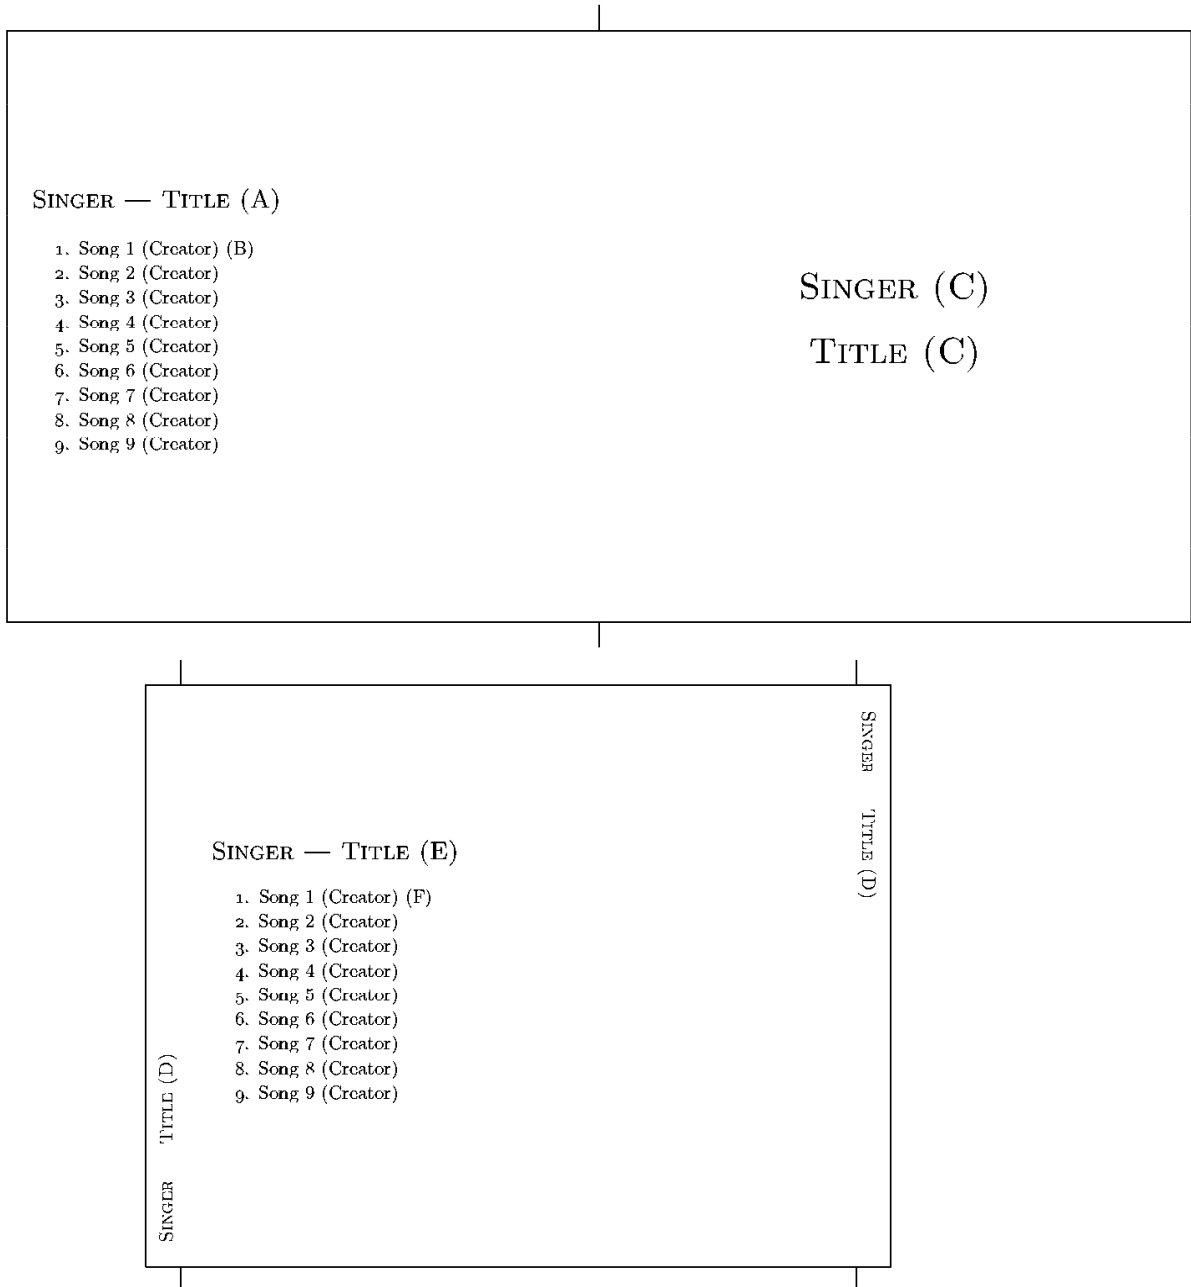 Singer — Title (A)
1. Song 1 (Creator) (B)
2. Song 2 (Creator)
3. Song 3 (Creator)
4. Song 4 (Creator)
5. Song 5 (Creator)
6. Song 6 (Creator)
7. Song 7 (Creator)
8. Song 8 (Creator)
9. Song 9 (Creator)
Singer (C)
Title (C)
Singer Title (D)
Singer — Title (E)
1. Song 1 (Creator) (F)
2. Song 2 (Creator)
3. Song 3 (Creator)
4. Song 4 (Creator)
5. Song 5 (Creator)
6. Song 6 (Creator)
7. Song 7 (Creator)
8. Song 8 (Creator)
9. Song 9 (Creator)
Singer Title (D)